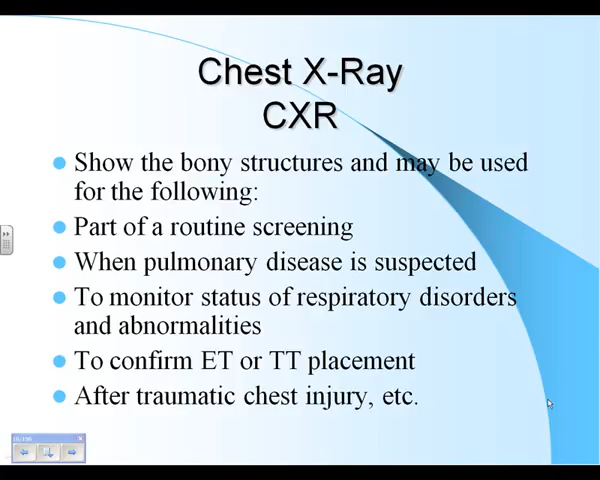 Chest X-Ray
CXR
Show the bony structures and may be used
for the following:
Part of a routine screening
When pulmonary disease is suspected
To monitor status of respiratory disorders
and abnormalities
To confirm ET or TT placement
After traumatic chest injury, etc.